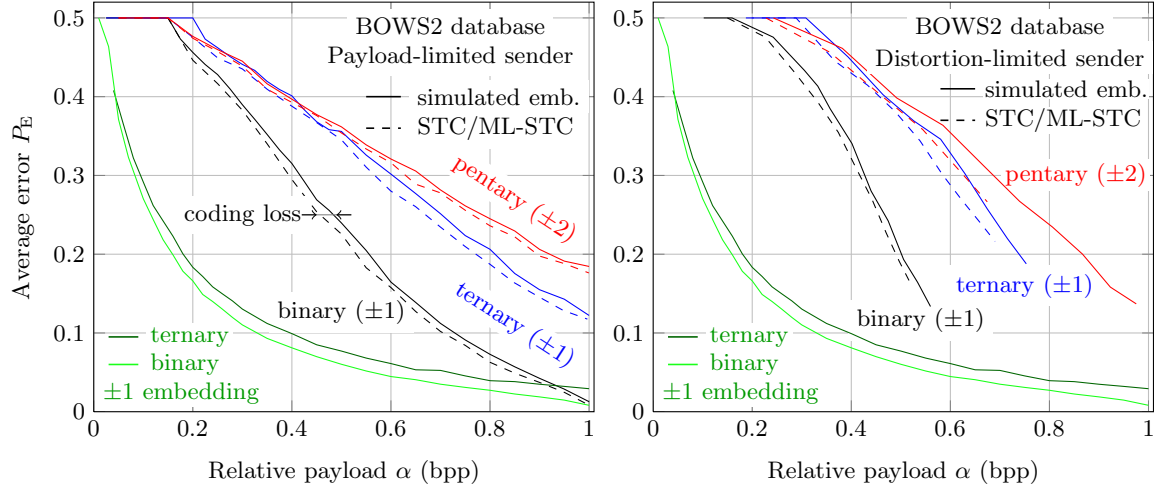 BOWS2 database
Payload-limited sender
simulated emb.
STC/ML-STC
pentary (±2)
coding loss
ternary (±1)
binary (±1)
ternary
binary
±1 embedding
0.5
0.4
0.3
0.2
0.1
0
0 0.2 0.4 0.6 0.8 1
Average error P_E
Relative payload α (bpp)
BOWS2 database
Distortion-limited sender
simulated emb.
STC/ML-STC
pentary (±2)
ternary (±1)
binary (±1)
ternary
binary
±1 embedding
0.5
0.4
0.3
0.2
0.1
0
0 0.2 0.4 0.6 0.8 1
Relative payload α (bpp)